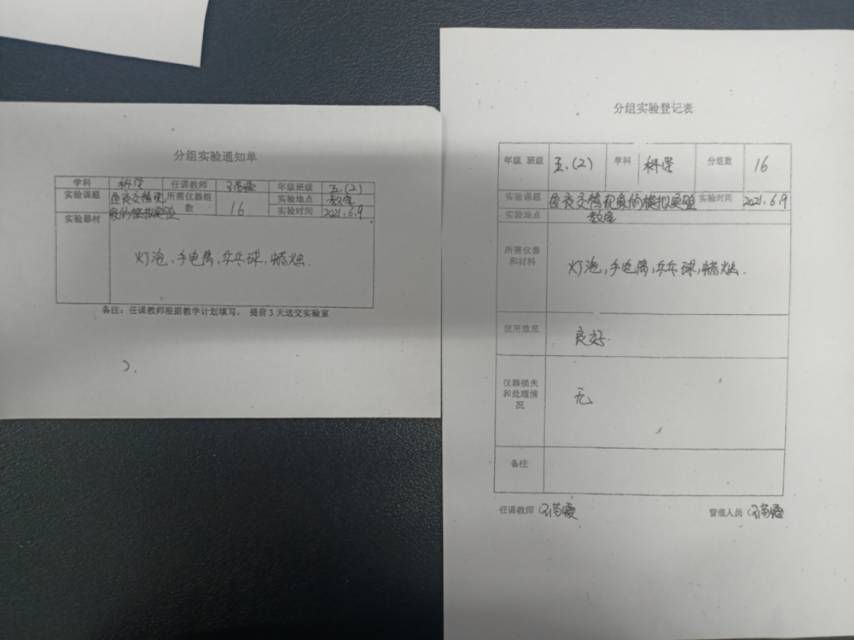 分组实验通知单
学科 科学 任课教师 年级班级 五.(2)
实验课题 昼夜交替现象的模拟实验 所需仪器组数 16 实验地点 教室
实验时间 2021.6.9
实验器材
灯泡,手电筒,乒乓球,蜡烛.
备注:任课教师根据教学计划填写,提前3天送交实验室
分组实验登记表
年级 班级 五.(2) 学科 科学 分组数 16
实验课题 昼夜交替现象的模拟实验 实验时间 2021.6.9
实验地点 教室
所需仪器和材料 灯泡,手电筒,乒乓球,蜡烛.
使用效果 良好.
仪器损失和处理情况 无
备注
任课教师
管理人员